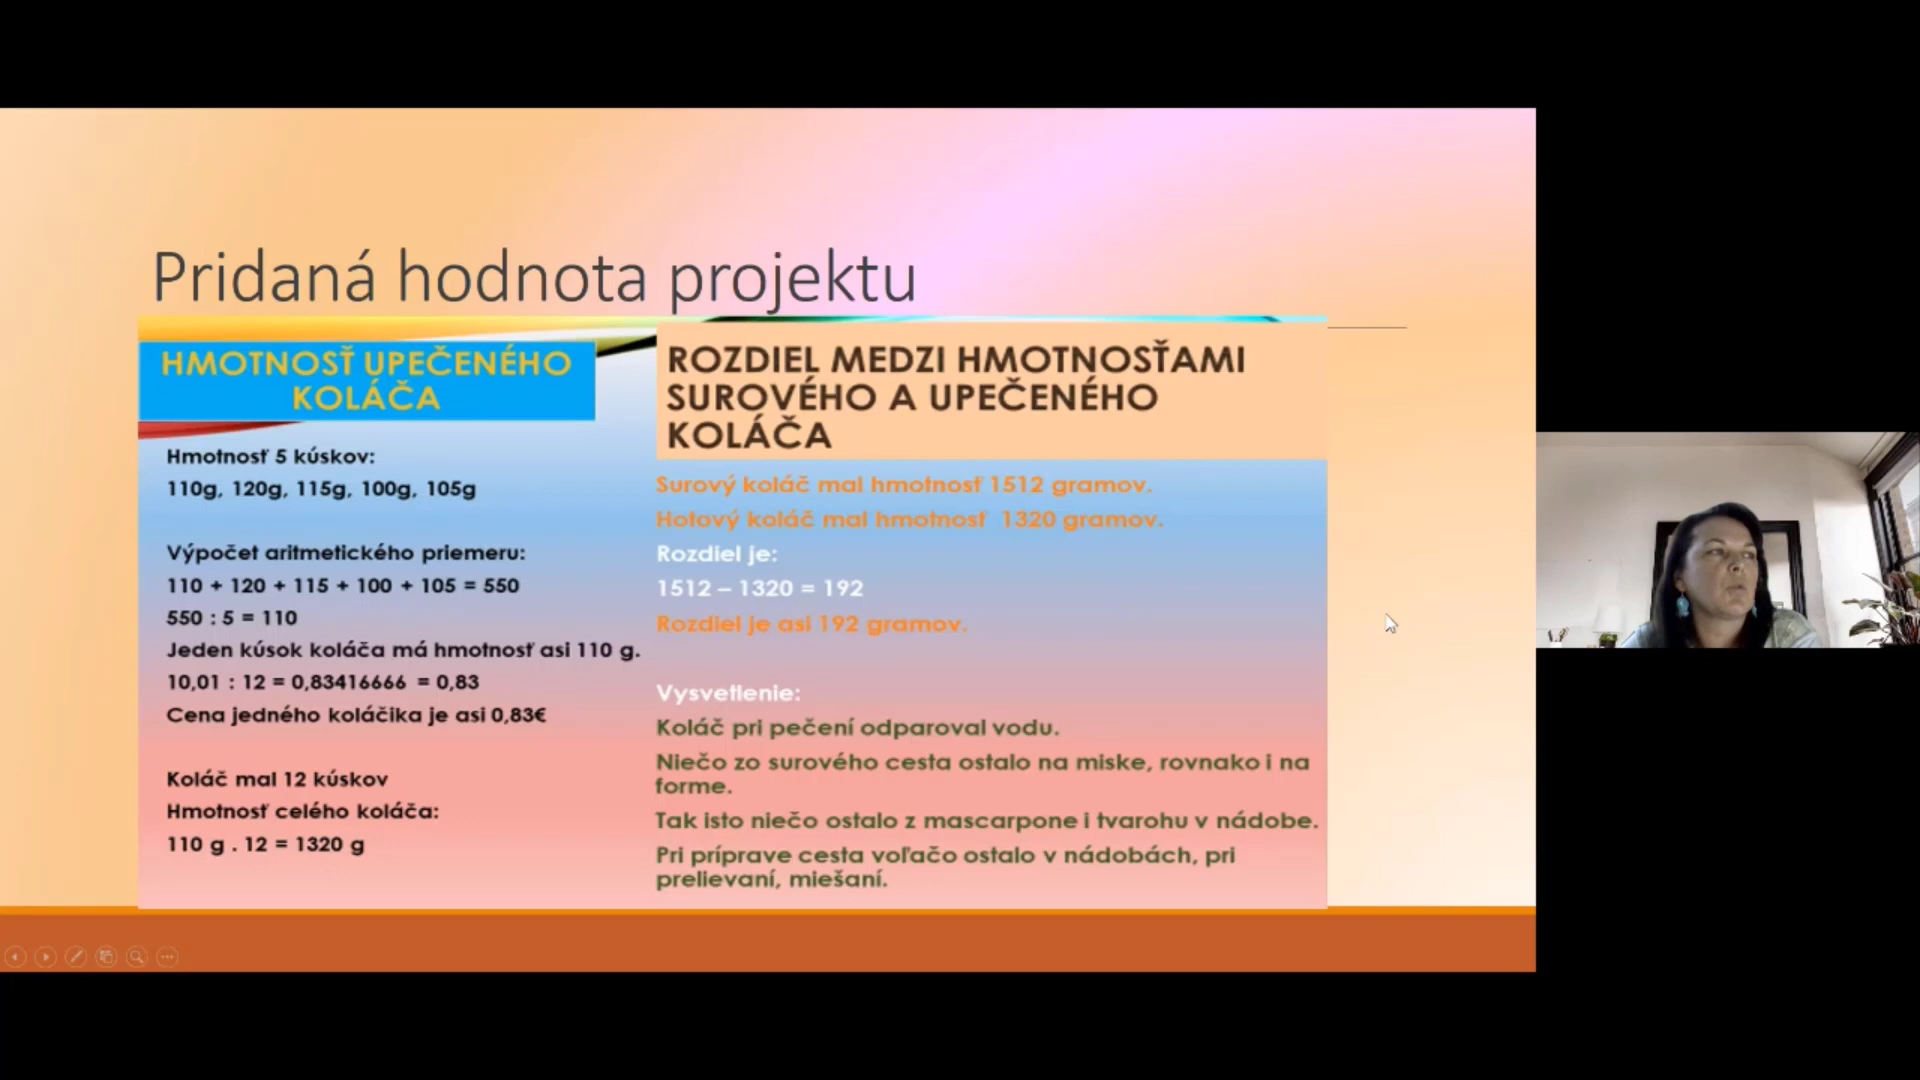 Pridaná hodnota projektu
HMOTNOSŤ UPEČENÉHO
KOLÁČA
Hmotnosť 5 kúskov:
110g, 120g, 115g, 100g, 105g
Výpočet aritmetického priemeru:
110 + 120 + 115 + 100 + 105 = 550
550 : 5 = 110
Jeden kúsok koláča má hmotnosť asi 110 g.
10,01 : 12 = 0,83416666 = 0,83
Cena jedného koláčika je asi 0,83€
Koláč mal 12 kúskov
Hmotnosť celého koláča:
110 g . 12 = 1320 g
ROZDIEL MEDZI HMOTNOSŤAMI
SUROVÉHO A UPEČENÉHO
KOLÁČA
Surový koláč mal hmotnosť 1512 gramov.
Hotový koláč mal hmotnosť 1320 gramov.
Rozdiel je:
1512 – 1320 = 192
Rozdiel je asi 192 gramov.
Vysvetlenie:
Koláč pri pečení odparoval vodu.
Niečo zo surového cesta ostalo na miske, rovnako i na
forme.
Tak isto niečo ostalo z mascarpone i tvarohu v nádobe.
Pri príprave cesta voľačo ostalo v nádobách, pri
prelievaní, miešaní.